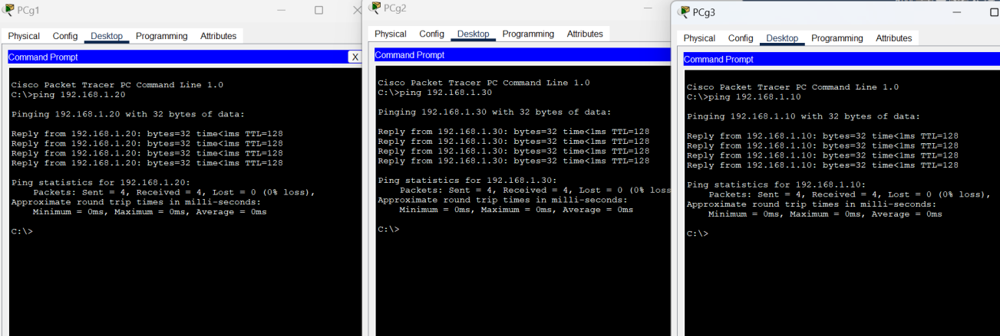 PCg1
Physical Config Desktop Programming Attributes
Command Prompt X
Cisco Packet Tracer PC Command Line 1.0
C:\>ping 192.168.1.20
Pinging 192.168.1.20 with 32 bytes of data:
Reply from 192.168.1.20: bytes=32 time<1ms TTL=128
Reply from 192.168.1.20: bytes=32 time<1ms TTL=128
Reply from 192.168.1.20: bytes=32 time<1ms TTL=128
Reply from 192.168.1.20: bytes=32 time<1ms TTL=128
Ping statistics for 192.168.1.20:
Packets: Sent = 4, Received = 4, Lost = 0 (0% loss),
Approximate round trip times in milli-seconds:
Minimum = 0ms, Maximum = 0ms, Average = 0ms
C:\>
PCg2
Physical Config Desktop Programming Attributes
Command Prompt
Cisco Packet Tracer PC Command Line 1.0
C:\>ping 192.168.1.30
Pinging 192.168.1.30 with 32 bytes of data:
Reply from 192.168.1.30: bytes=32 time<1ms TTL=128
Reply from 192.168.1.30: bytes=32 time<1ms TTL=128
Reply from 192.168.1.30: bytes=32 time<1ms TTL=128
Reply from 192.168.1.30: bytes=32 time<1ms TTL=128
Ping statistics for 192.168.1.30:
Packets: Sent = 4, Received = 4, Lost = 0 (0% loss
Approximate round trip times in milli-seconds:
Minimum = 0ms, Maximum = 0ms, Average = 0ms
C:\>
PCg3
Physical Config Desktop Programming Attributes
Command Prompt
Cisco Packet Tracer PC Command Line 1.0
C:\>ping 192.168.1.10
Pinging 192.168.1.10 with 32 bytes of data:
Reply from 192.168.1.10: bytes=32 time<1ms TTL=128
Reply from 192.168.1.10: bytes=32 time<1ms TTL=128
Reply from 192.168.1.10: bytes=32 time<1ms TTL=128
Reply from 192.168.1.10: bytes=32 time<1ms TTL=128
Ping statistics for 192.168.1.10:
Packets: Sent = 4, Received = 4, Lost = 0 (0% loss),
Approximate round trip times in milli-seconds:
Minimum = 0ms, Maximum = 0ms, Average = 0ms
C:\>